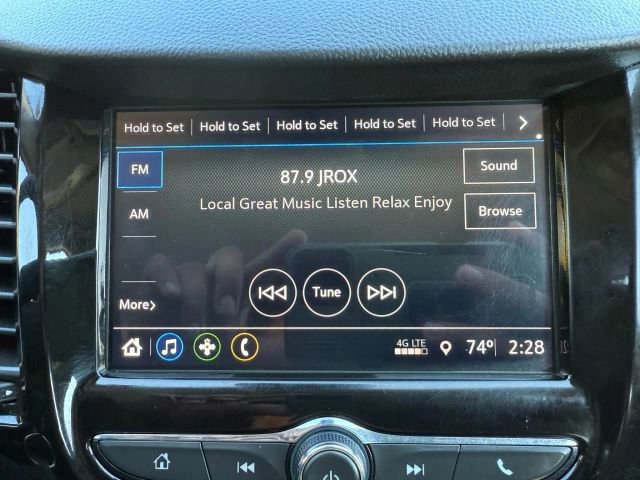 Hold to Set Hold to Set Hold to Set Hold to Set Hold to Set
FM
87.9 JROX
Sound
Local Great Music Listen Relax Enjoy
AM
Browse
Tune
More
4G LTE
74° 2:28